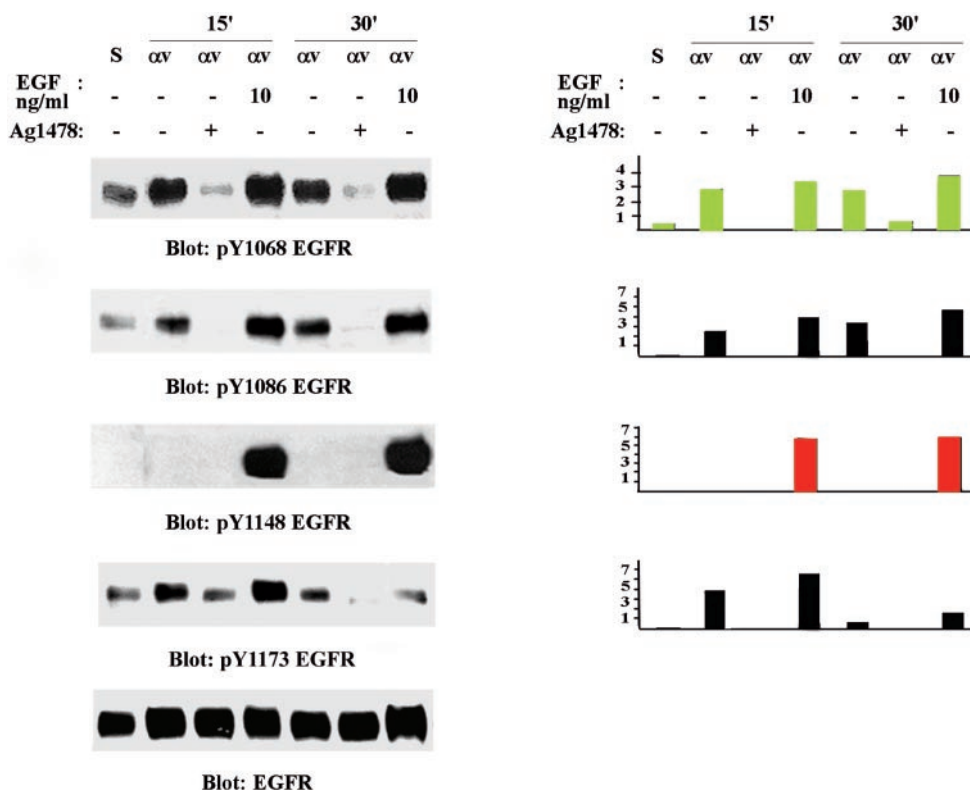 15' 30'
S αv αv αv αv αv αv
EGF :
ng/ml - - - 10 - - 10
Ag1478: - - + - - + -
Blot: pY1068 EGFR
Blot: pY1086 EGFR
Blot: pY1148 EGFR
Blot: pY1173 EGFR
Blot: EGFR
15' 30'
S αv αv αv αv αv αv
EGF :
ng/ml - - - 10 - - 10
Ag1478: - - + - - + -
4
3
2
1
7
5
3
1
7
5
3
1
7
5
3
1